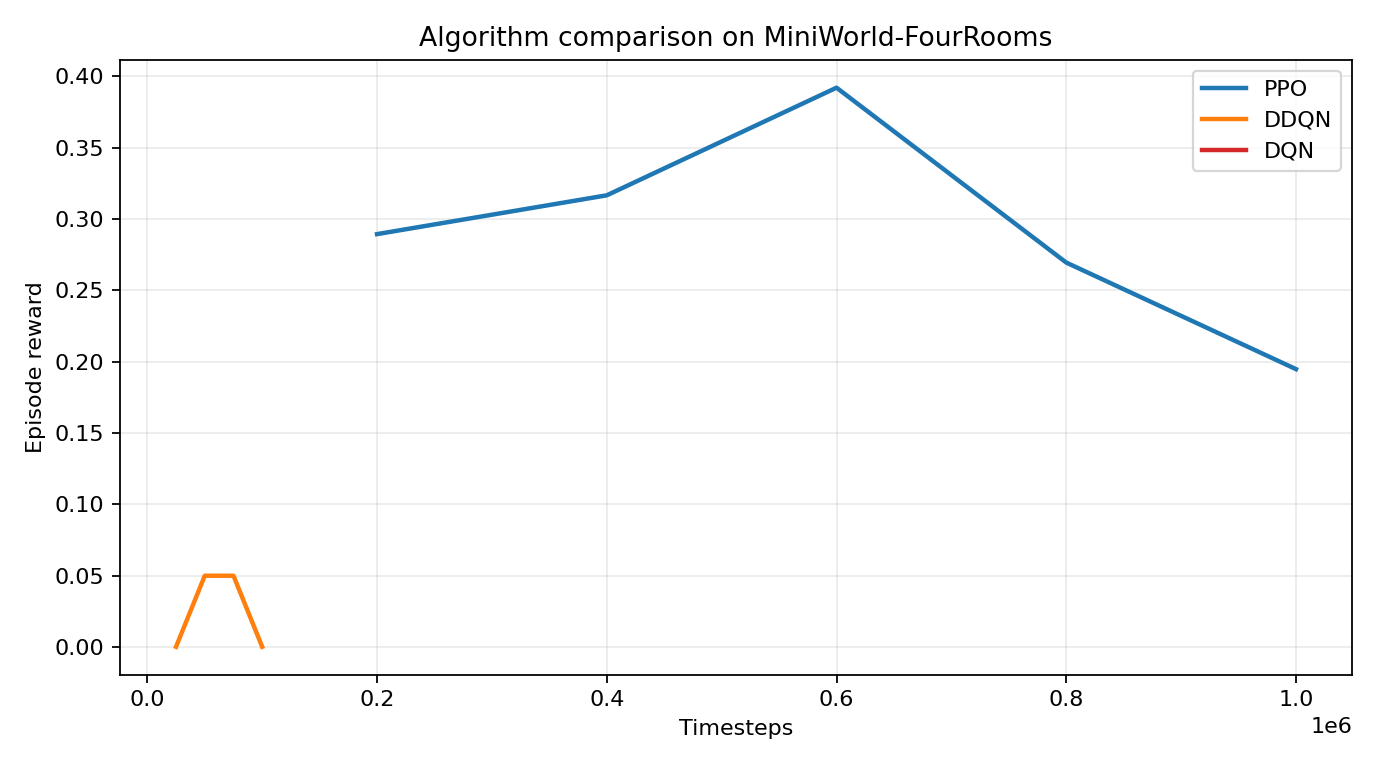 Algorithm comparison on MiniWorld-FourRooms
PPO
DDQN
DQN
Episode reward
0.40
0.35
0.30
0.25
0.20
0.15
0.10
0.05
0.00
0.0 0.2 0.4 0.6 0.8 1.0
1e6
Timesteps